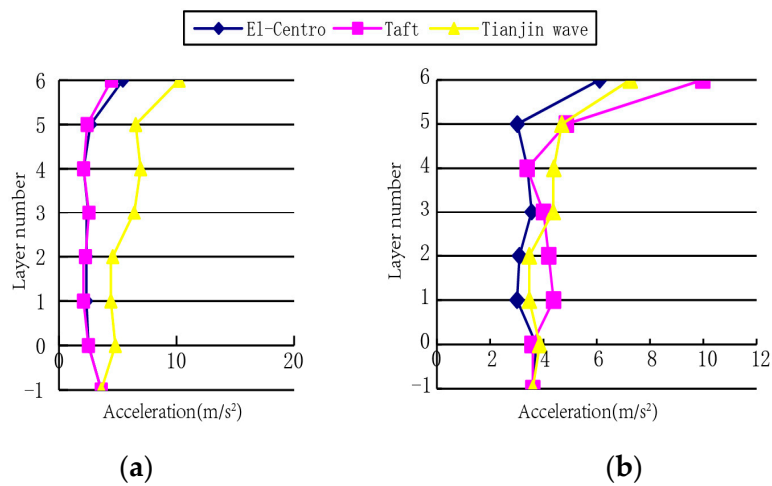 El-Centro Taft Tianjin wave
6
5
4
3
2
1
0
-1
Layer number
0 10 20
Acceleration(m/s²)
(a)
6
5
4
3
2
1
0
-1
Layer number
0 2 4 6 8 10 12
Acceleration(m/s²)
(b)